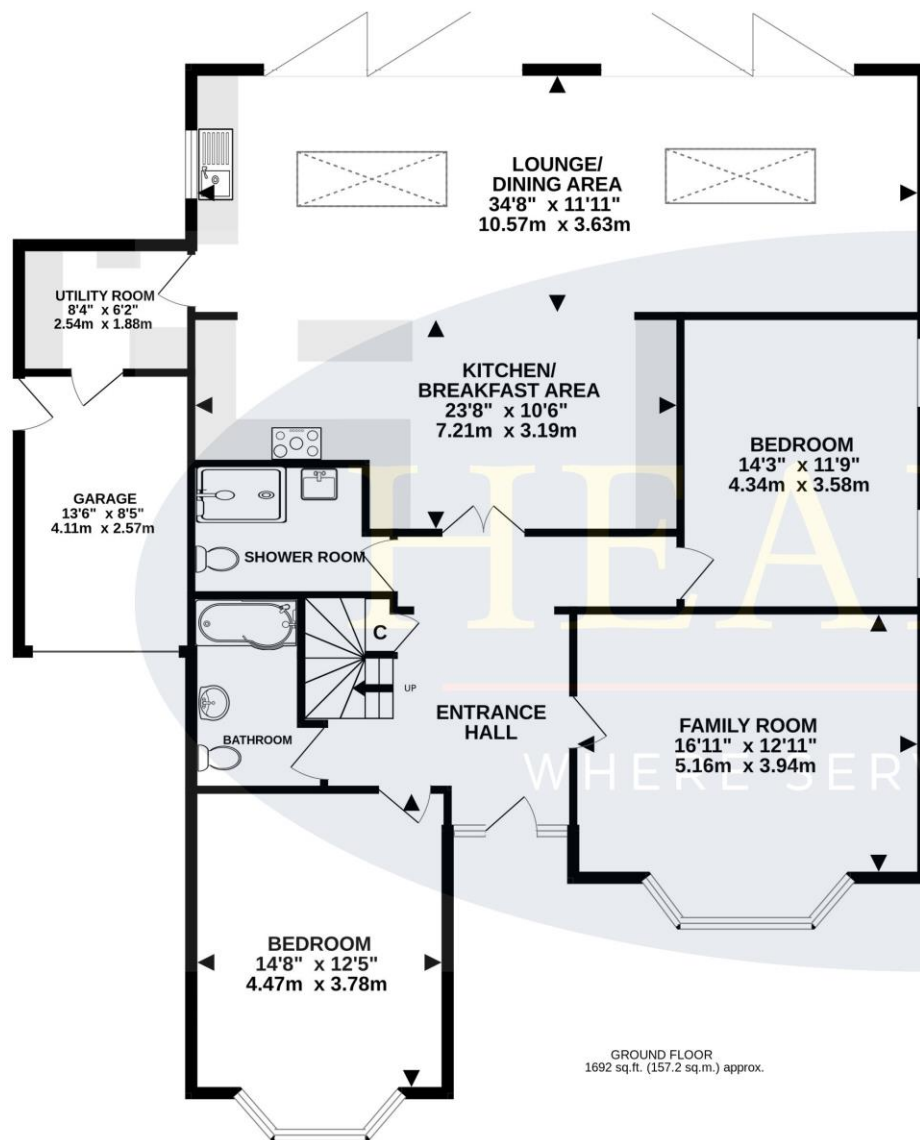 LOUNGE/
DINING AREA
34'8" x 11'11"
10.57m x 3.63m
UTILITY ROOM
8'4" x 6'2"
2.54m x 1.88m
KITCHEN/
BREAKFAST AREA
23'8" x 10'6"
7.21m x 3.19m
BEDROOM
14'3" x 11'9"
4.34m x 3.58m
GARAGE
13'6" x 8'5"
4.11m x 2.57m
SHOWER ROOM
HEA
C
UP
ENTRANCE
HALL
BATHROOM
FAMILY ROOM
16'11" x 12'11"
5.16m x 3.94m
WHERE SERV
BEDROOM
14'8" x 12'5"
4.47m x 3.78m
GROUND FLOOR
1692 sq.ft. (157.2 sq.m.) approx.